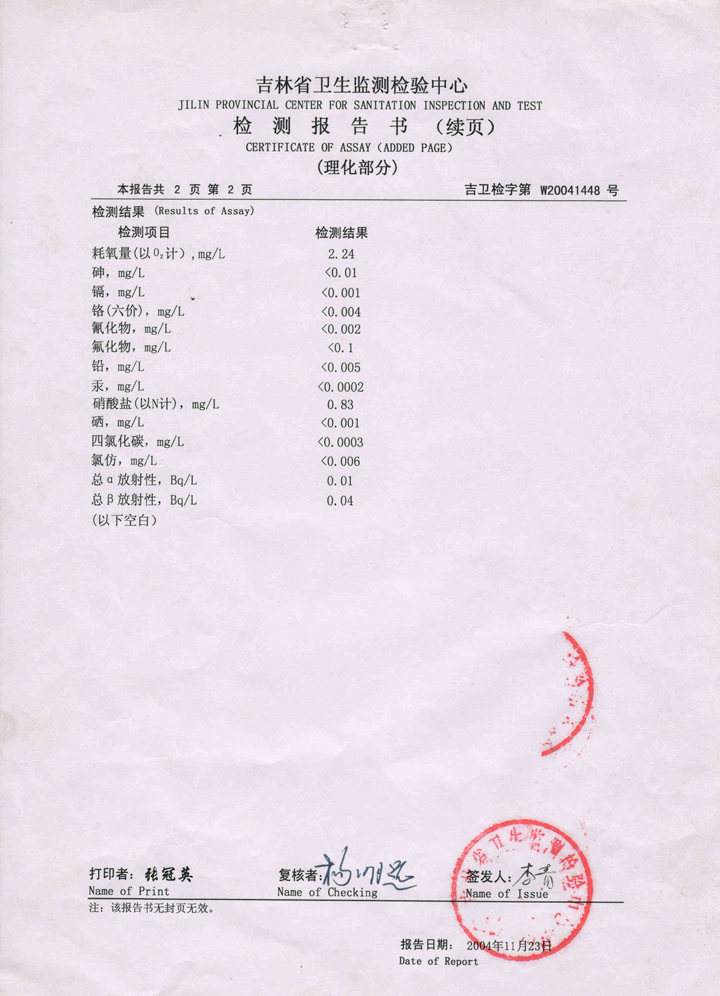 吉林省卫生监测检验中心
JILIN PROVINCIAL CENTER FOR SANITATION INSPECTION AND TEST
检 测 报 告 书 （续页）
CERTIFICATE OF ASSAY (ADDED PAGE)
(理化部分)
本报告共 2 页 第 2 页 吉卫检字第 W20041448 号
检测结果 (Results of Assay)
检测项目 检测结果
耗氧量(以O₂计),mg/L 2.24
砷, mg/L <0.01
镉, mg/L <0.001
铬(六价), mg/L <0.004
氰化物, mg/L <0.002
氟化物, mg/L <0.1
铅, mg/L <0.005
汞, mg/L <0.0002
硝酸盐(以N计), mg/L 0.83
硒, mg/L <0.001
四氯化碳, mg/L <0.0003
氯仿, mg/L <0.006
总α放射性, Bq/L 0.01
总β放射性, Bq/L 0.04
(以下空白)
打印者: 张冠英 复核者: 签发人: 李青
Name of Print Name of Checking Name of Issue
注: 该报告书无封页无效。
报告日期: 2004年11月23日
Date of Report
省卫生监测检验